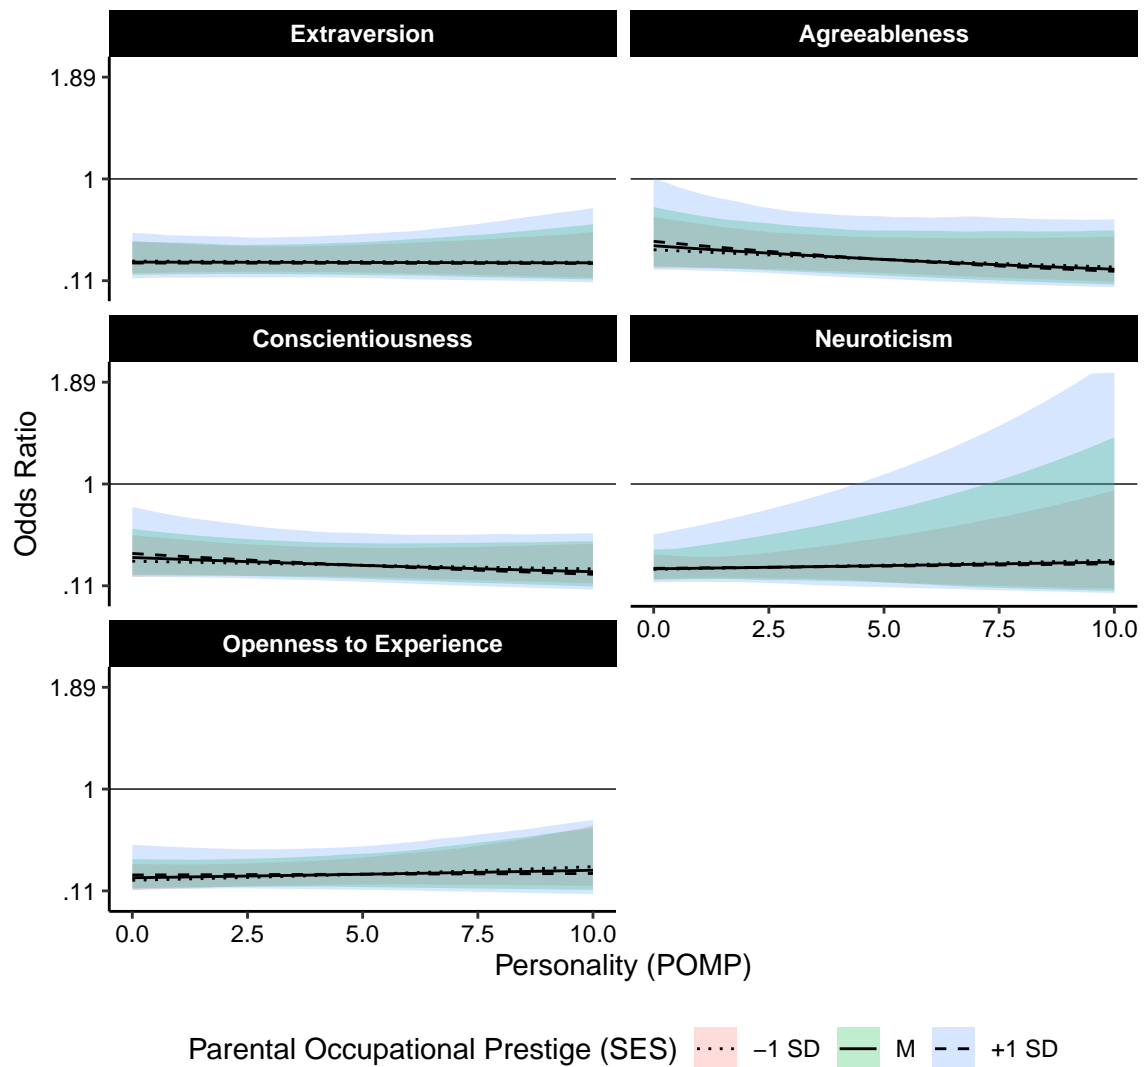 Extraversion
Agreeableness
1.89
1
.11
Conscientiousness
Neuroticism
1.89
1
.11
0.0 2.5 5.0 7.5 10.0
Openness to Experience
1.89
1
.11
0.0 2.5 5.0 7.5 10.0
Odds Ratio
Personality (POMP)
Parental Occupational Prestige (SES) −1 SD M +1 SD